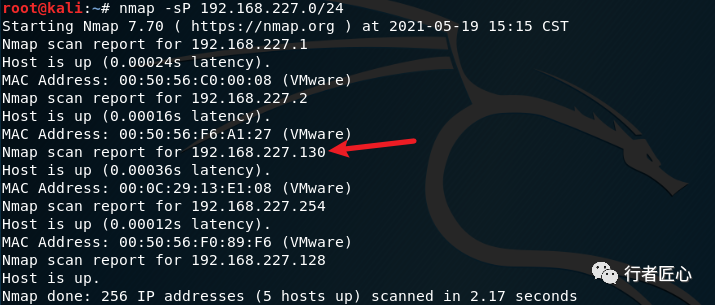 root@kali:~# nmap -sP 192.168.227.0/24
Starting Nmap 7.70 ( https://nmap.org ) at 2021-05-19 15:15 CST
Nmap scan report for 192.168.227.1
Host is up (0.00024s latency).
MAC Address: 00:50:56:C0:00:08 (VMware)
Nmap scan report for 192.168.227.2
Host is up (0.00016s latency).
MAC Address: 00:50:56:F6:A1:27 (VMware)
Nmap scan report for 192.168.227.130
Host is up (0.00036s latency).
MAC Address: 00:0C:29:13:E1:08 (VMware)
Nmap scan report for 192.168.227.254
Host is up (0.00012s latency).
MAC Address: 00:50:56:F0:89:F6 (VMware)
Nmap scan report for 192.168.227.128
Host is up.
Nmap done: 256 IP addresses (5 hosts up) scanned in 2.17 seconds
行者匠心